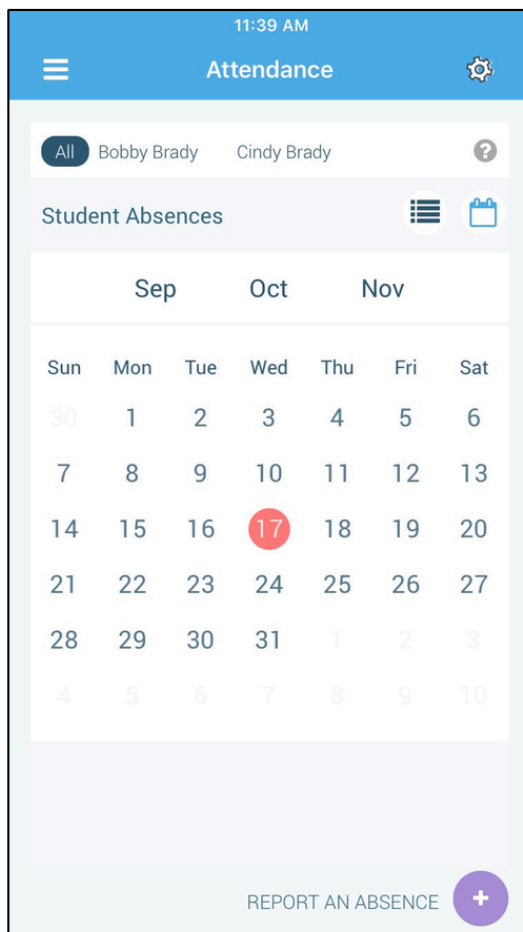 11:39 AM
Attendance
All Bobby Brady Cindy Brady ?
Student Absences
Sep Oct Nov
Sun Mon Tue Wed Thu Fri Sat
30 1 2 3 4 5 6
7 8 9 10 11 12 13
14 15 16 17 18 19 20
21 22 23 24 25 26 27
28 29 30 31 1 2 3
4 5 6 7 8 9 10
REPORT AN ABSENCE +